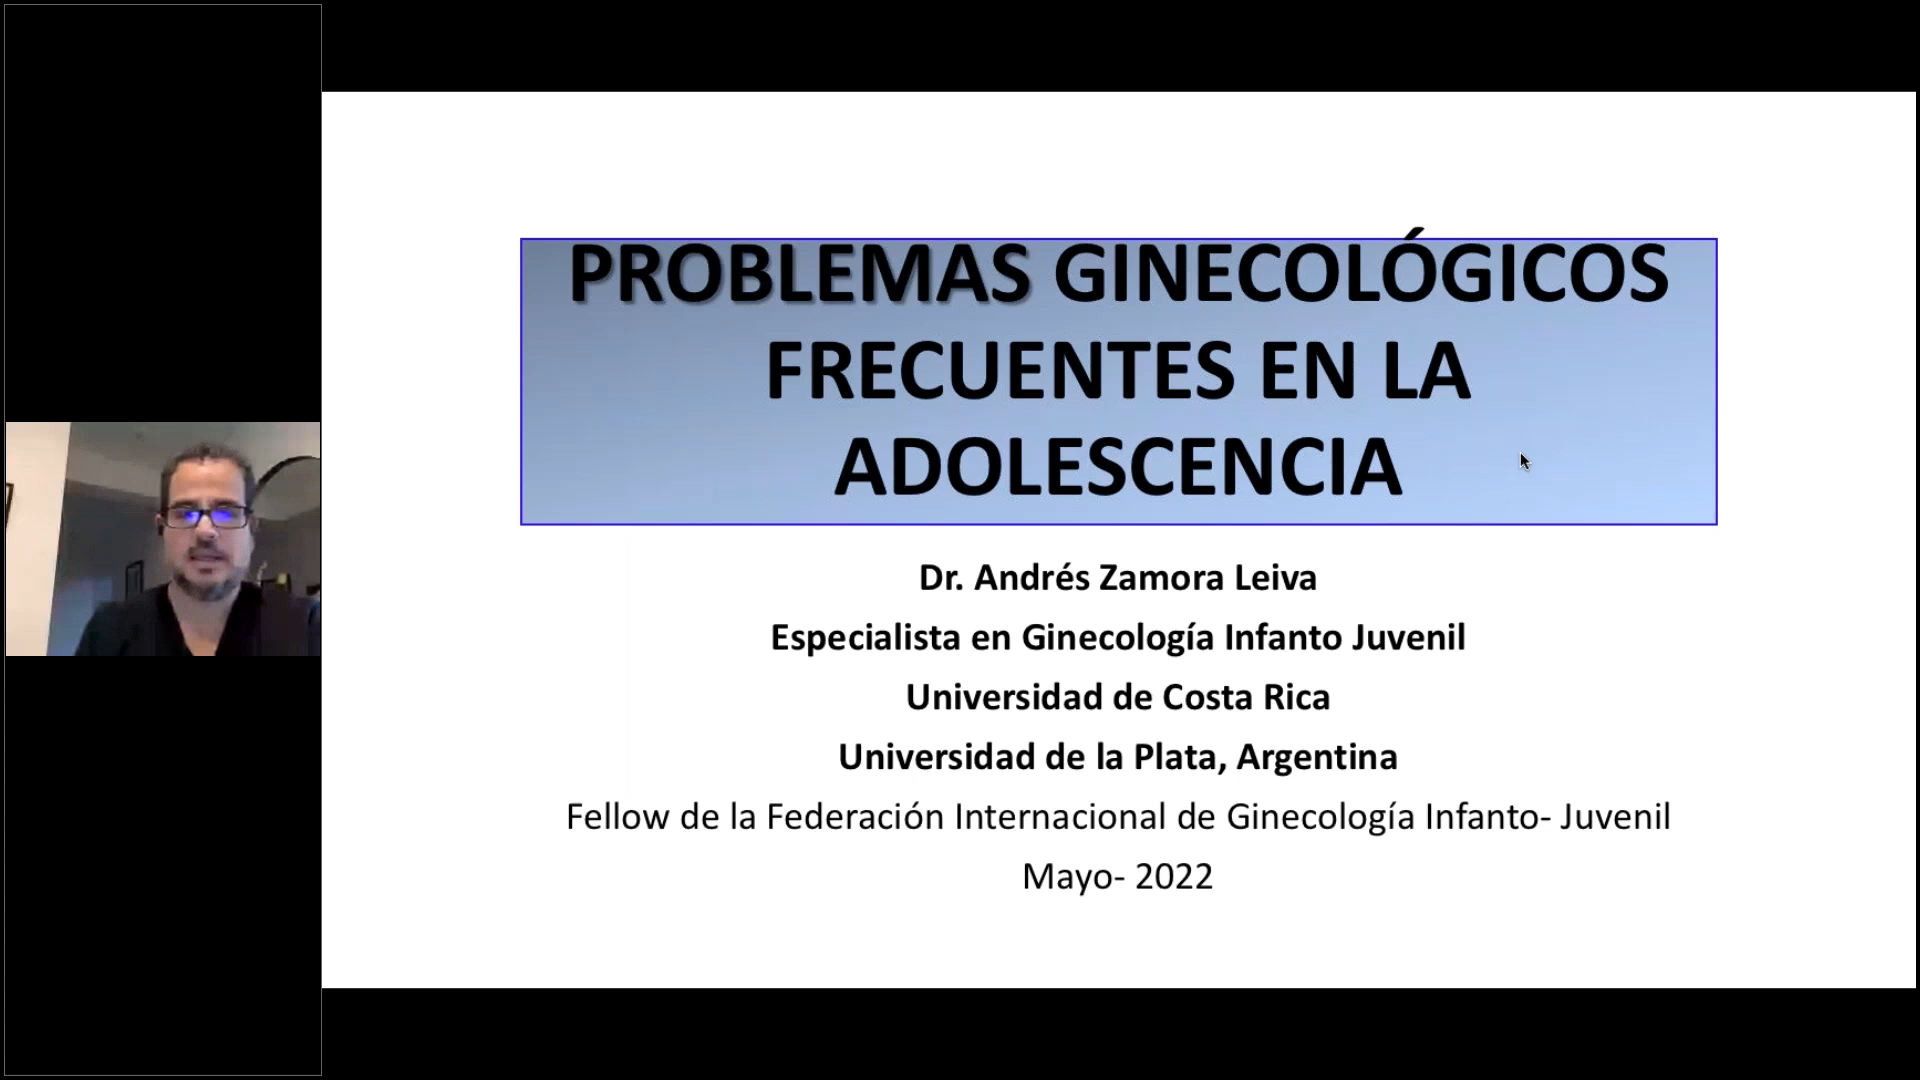 PROBLEMAS GINECOLÓGICOS
FRECUENTES EN LA
ADOLESCENCIA
Dr. Andrés Zamora Leiva
Especialista en Ginecología Infanto Juvenil
Universidad de Costa Rica
Universidad de la Plata, Argentina
Fellow de la Federación Internacional de Ginecología Infanto- Juvenil
Mayo- 2022